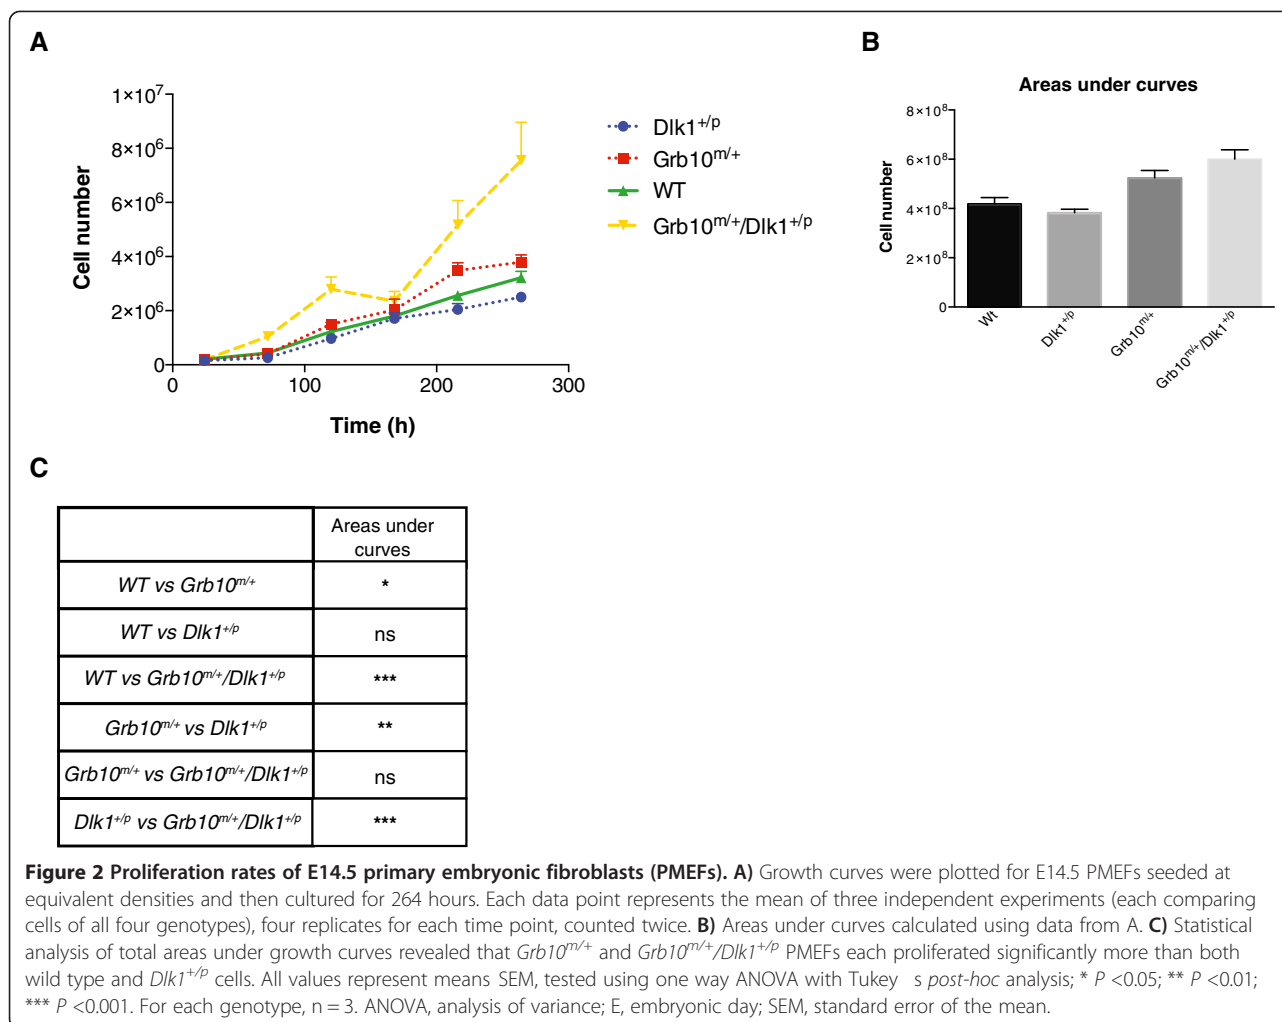 A
1×10⁷
8×10⁶
6×10⁶
4×10⁶
2×10⁶
0
Cell number
0 100 200 300
Time (h)
Dlk1⁺/ᵖ
Grb10ᵐ/⁺
WT
Grb10ᵐ/⁺/Dlk1⁺/ᵖ
B
Areas under curves
8×10⁸
6×10⁸
4×10⁸
2×10⁸
0
Cell number
Wt
Dlk1⁺/ᵖ
Grb10ᵐ/⁺
Grb10ᵐ/⁺/Dlk1⁺/ᵖ
C
Areas under
curves
WT vs Grb10ᵐ/⁺ *
WT vs Dlk1⁺/ᵖ ns
WT vs Grb10ᵐ/⁺/Dlk1⁺/ᵖ ***
Grb10ᵐ/⁺ vs Dlk1⁺/ᵖ **
Grb10ᵐ/⁺ vs Grb10ᵐ/⁺/Dlk1⁺/ᵖ ns
Dlk1⁺/ᵖ vs Grb10ᵐ/⁺/Dlk1⁺/ᵖ ***
Figure 2 Proliferation rates of E14.5 primary embryonic fibroblasts (PMEFs). A) Growth curves were plotted for E14.5 PMEFs seeded at
equivalent densities and then cultured for 264 hours. Each data point represents the mean of three independent experiments (each comparing
cells of all four genotypes), four replicates for each time point, counted twice. B) Areas under curves calculated using data from A. C) Statistical
analysis of total areas under growth curves revealed that Grb10ᵐ/⁺ and Grb10ᵐ/⁺/Dlk1⁺/ᵖ PMEFs each proliferated significantly more than both
wild type and Dlk1⁺/ᵖ cells. All values represent means SEM, tested using one way ANOVA with Tukey s post-hoc analysis; * P <0.05; ** P <0.01;
*** P <0.001. For each genotype, n = 3. ANOVA, analysis of variance; E, embryonic day; SEM, standard error of the mean.